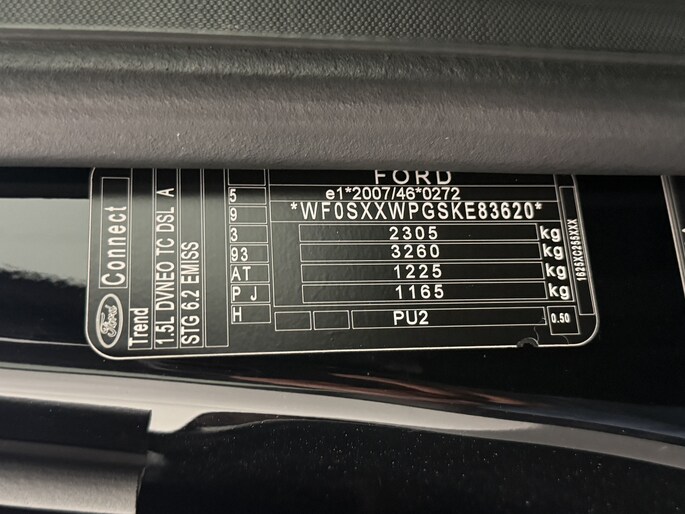 FORD
e1*2007/46*0272
*WF0SXXWPGSKE83620*
2305 kg
3260 kg
1225 kg
1165 kg
PU2
0.50
5
9
3
93
AT
P J
H
1625XC255XXX
Ford Connect
Trend
1.5L DVNEO TC DSL A
STG 6.2 EMISS